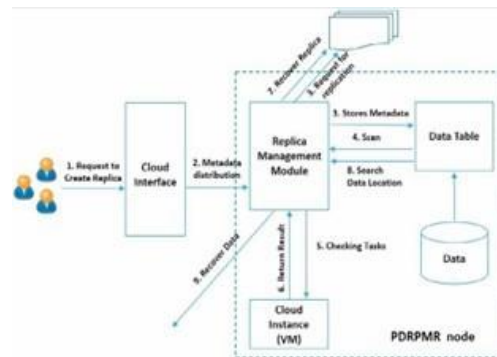 7. Recover Replica
3. Request for
replication
1. Request to
Create Replica
Cloud
Interface
2. Metadata
distribution
Replica
Management
Module
3. Stores Metadata
4. Scan
8. Search
Data Location
Data Table
9. Recover Data
6. Return Result
5. Checking Tasks
Data
Cloud
Instance
(VM)
PDRPMR node